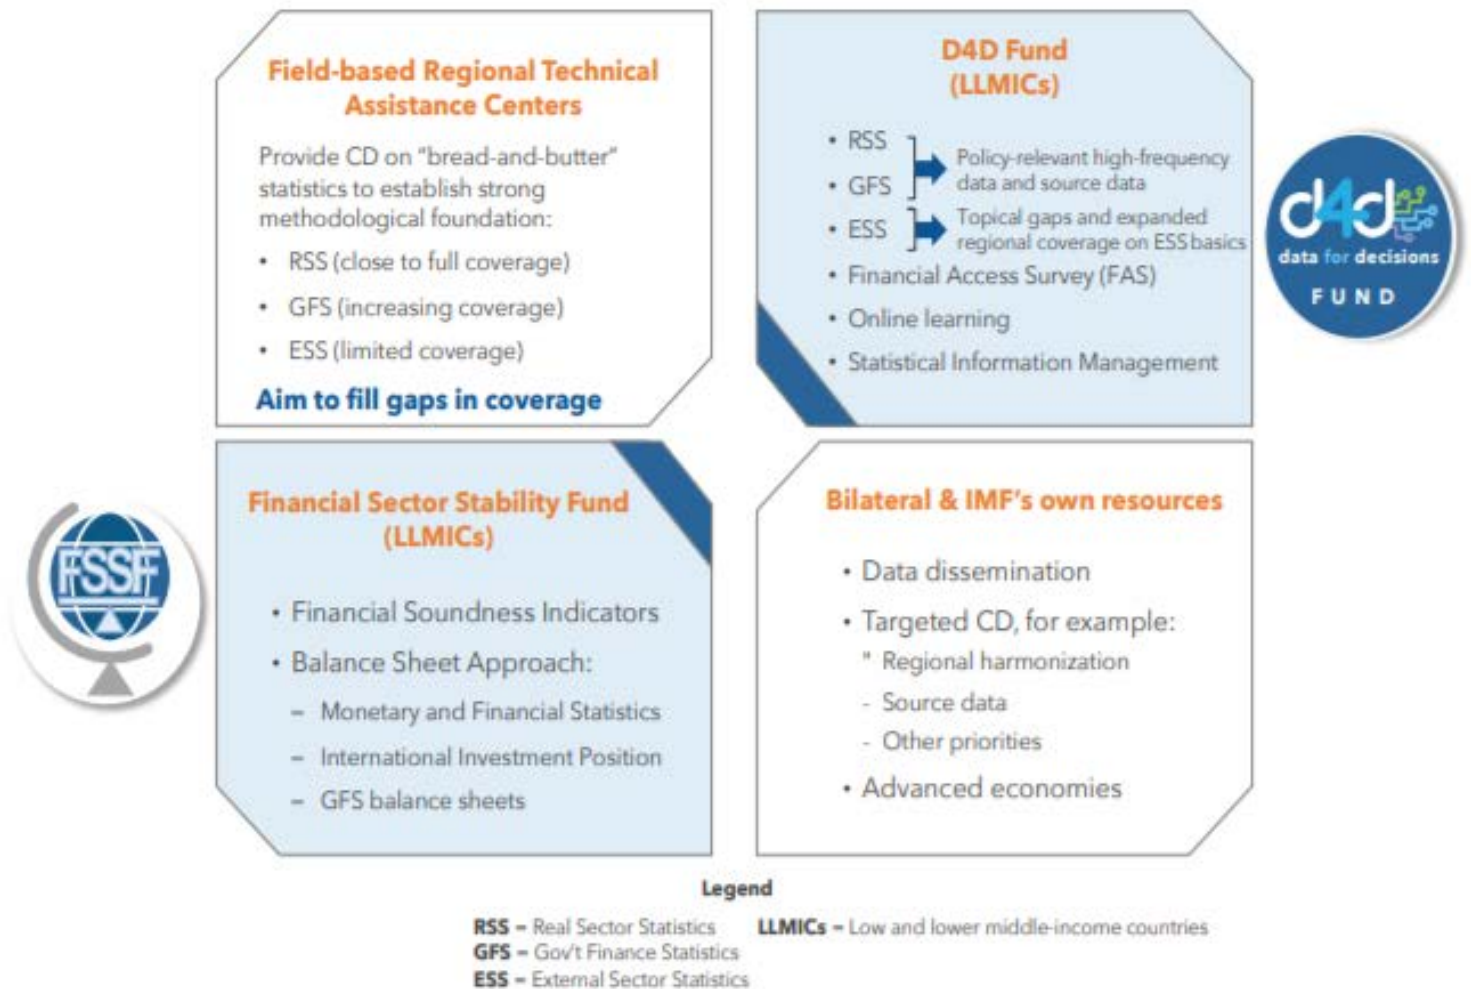 Field-based Regional Technical
Assistance Centers
Provide CD on "bread-and-butter"
statistics to establish strong
methodological foundation:
• RSS (close to full coverage)
• GFS (increasing coverage)
• ESS (limited coverage)
Aim to fill gaps in coverage
D4D Fund
(LLMICs)
• RSS
• GFS
Policy-relevant high-frequency
data and source data
• ESS
Topical gaps and expanded
regional coverage on ESS basics
• Financial Access Survey (FAS)
• Online learning
• Statistical Information Management
d4d
data for decisions
FUND
FSSF
Financial Sector Stability Fund
(LLMICs)
• Financial Soundness Indicators
• Balance Sheet Approach:
– Monetary and Financial Statistics
– International Investment Position
– GFS balance sheets
Bilateral & IMF's own resources
• Data dissemination
• Targeted CD, for example:
" Regional harmonization
- Source data
- Other priorities
• Advanced economies
Legend
RSS – Real Sector Statistics
GFS – Gov't Finance Statistics
ESS – External Sector Statistics
LLMICs – Low and lower middle-income countries